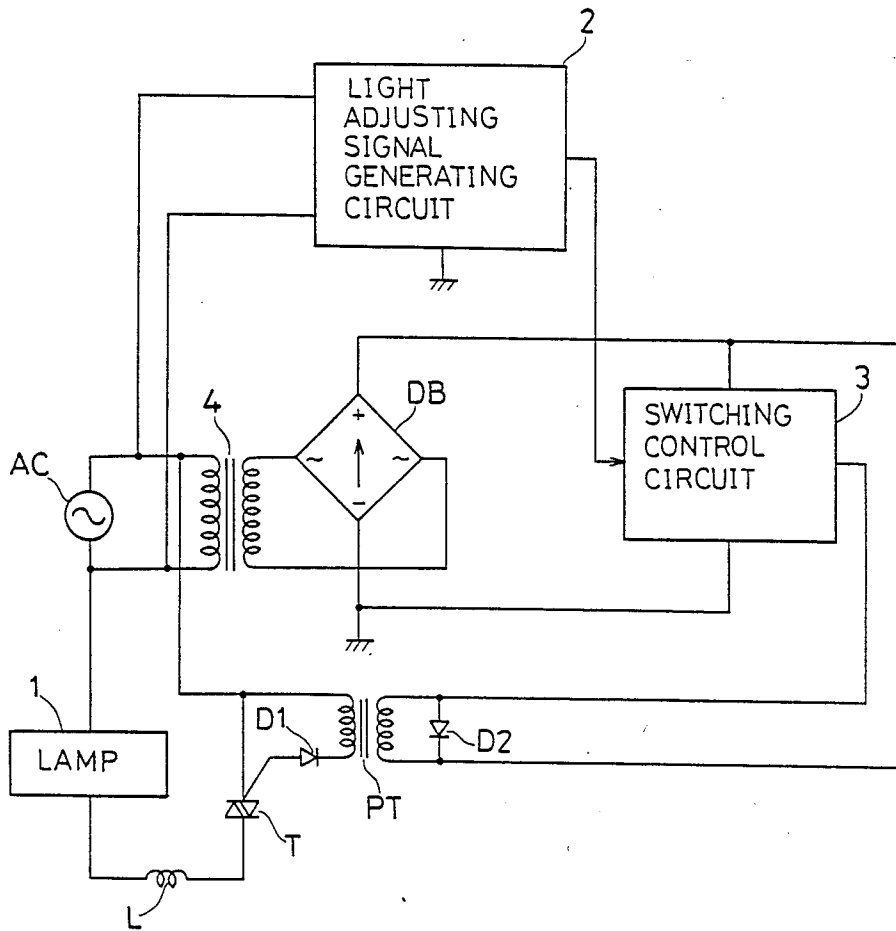 2
LIGHT
ADJUSTING
SIGNAL
GENERATING
CIRCUIT
DB
3
4
+
SWITCHING
CONTROL
CIRCUIT
AC
~
~
~
−
1
D1
D2
LAMP
PT
T
L